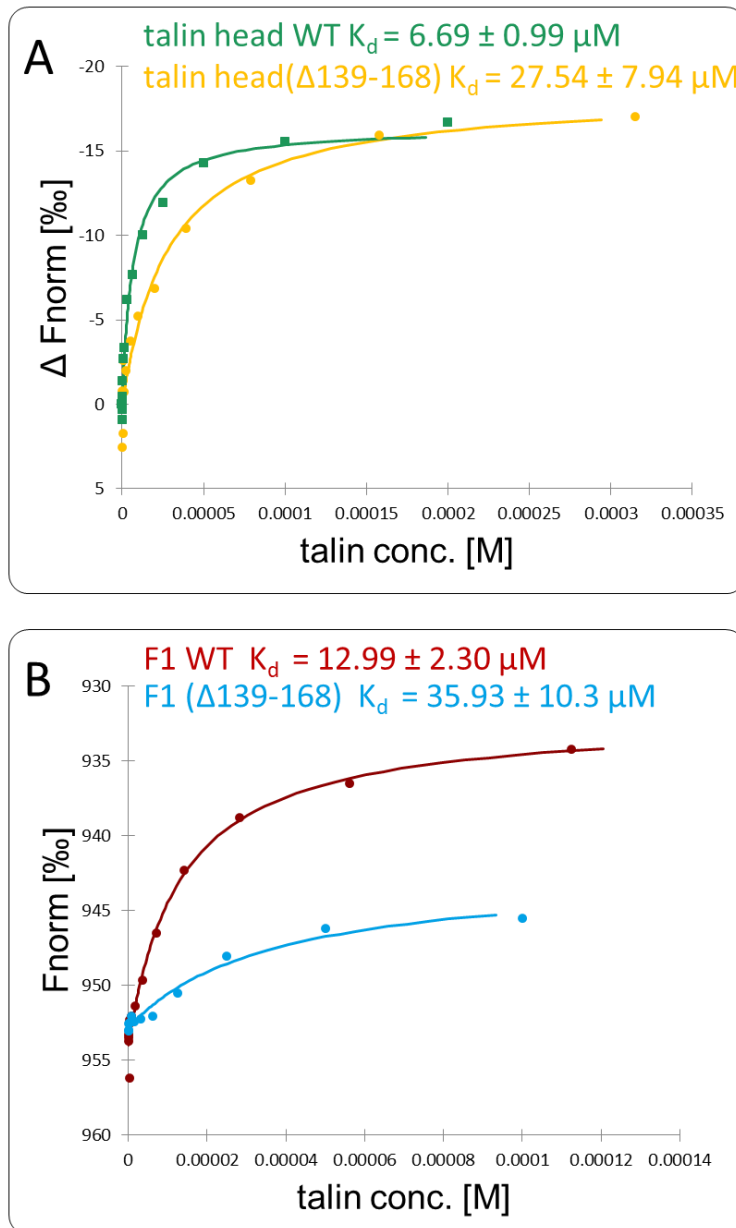 A
talin head WT Kd = 6.69 ± 0.99 µM
talin head(Δ139-168) Kd = 27.54 ± 7.94 µM
-20
-15
-10
-5
0
5
Δ Fnorm [‰]
0 0.00005 0.0001 0.00015 0.0002 0.00025 0.0003 0.00035
talin conc. [M]
B
F1 WT Kd = 12.99 ± 2.30 µM
F1 (Δ139-168) Kd = 35.93 ± 10.3 µM
930
935
940
945
950
955
960
Fnorm [‰]
0 0.00002 0.00004 0.00006 0.00008 0.0001 0.00012 0.00014
talin conc. [M]